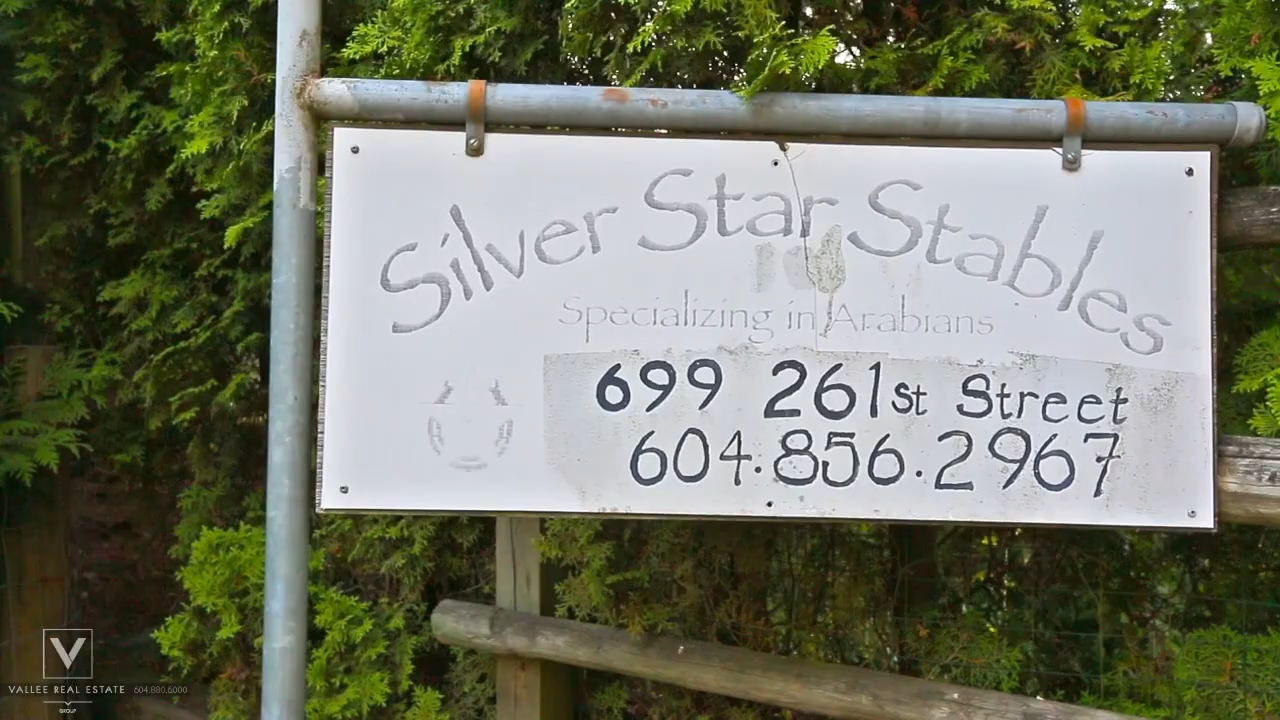 Silver Star Stables
Specializing in Arabians
699 261st Street
604.856.2967
V
VALLEE REAL ESTATE 604.880.6000
GROUP